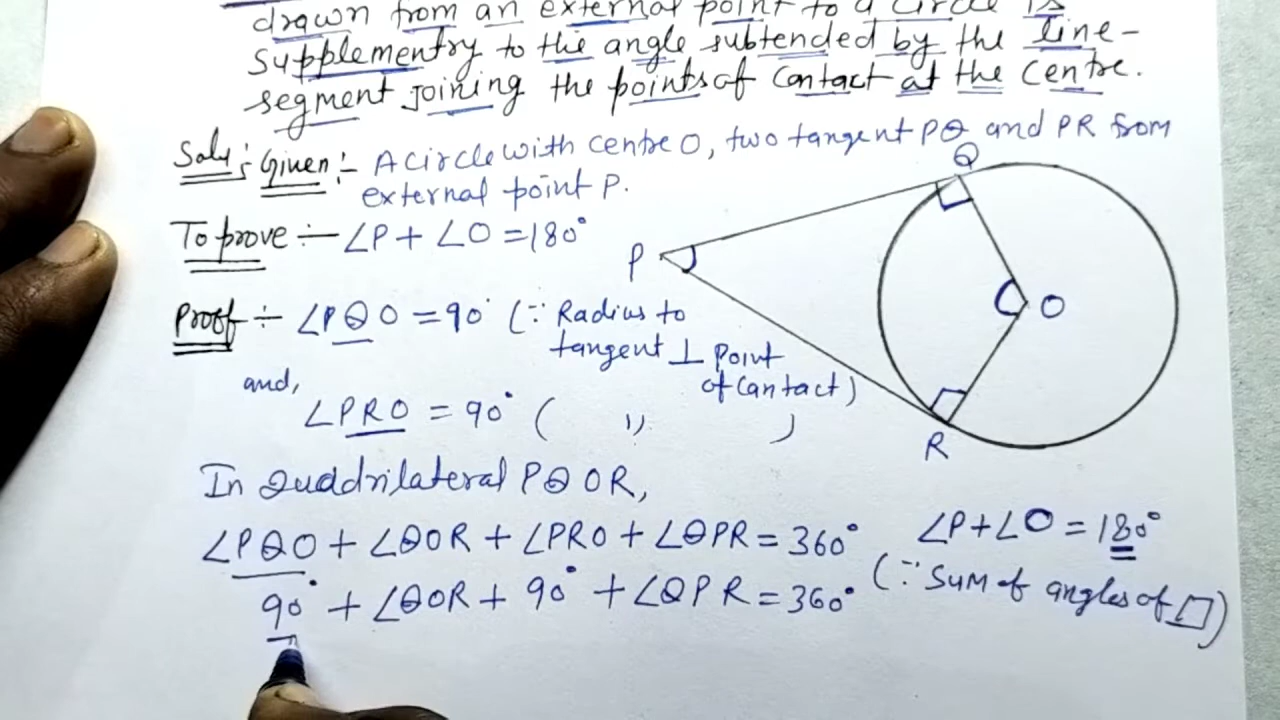 drawn from an external point to a circle is
Supplementry to the angle subtended by the line-
segment joining the points of Contact at the Centre.
Solu :- Given :- A circle with centre O, two tangent PQ and PR from
external point P.
To prove :- ∠P + ∠O = 180°
Proof :- ∠PQO = 90° (∵ Radius to
tangent ⊥ Point
of Contact)
and,
∠PRO = 90° ( ,, )
In Quadrilateral PQOR,
∠PQO + ∠QOR + ∠PRO + ∠QPR = 360°
90° + ∠QOR + 90° + ∠QPR = 360°
∠P + ∠O = 180°
(∵ Sum of angles of □)
Q
P
O
R